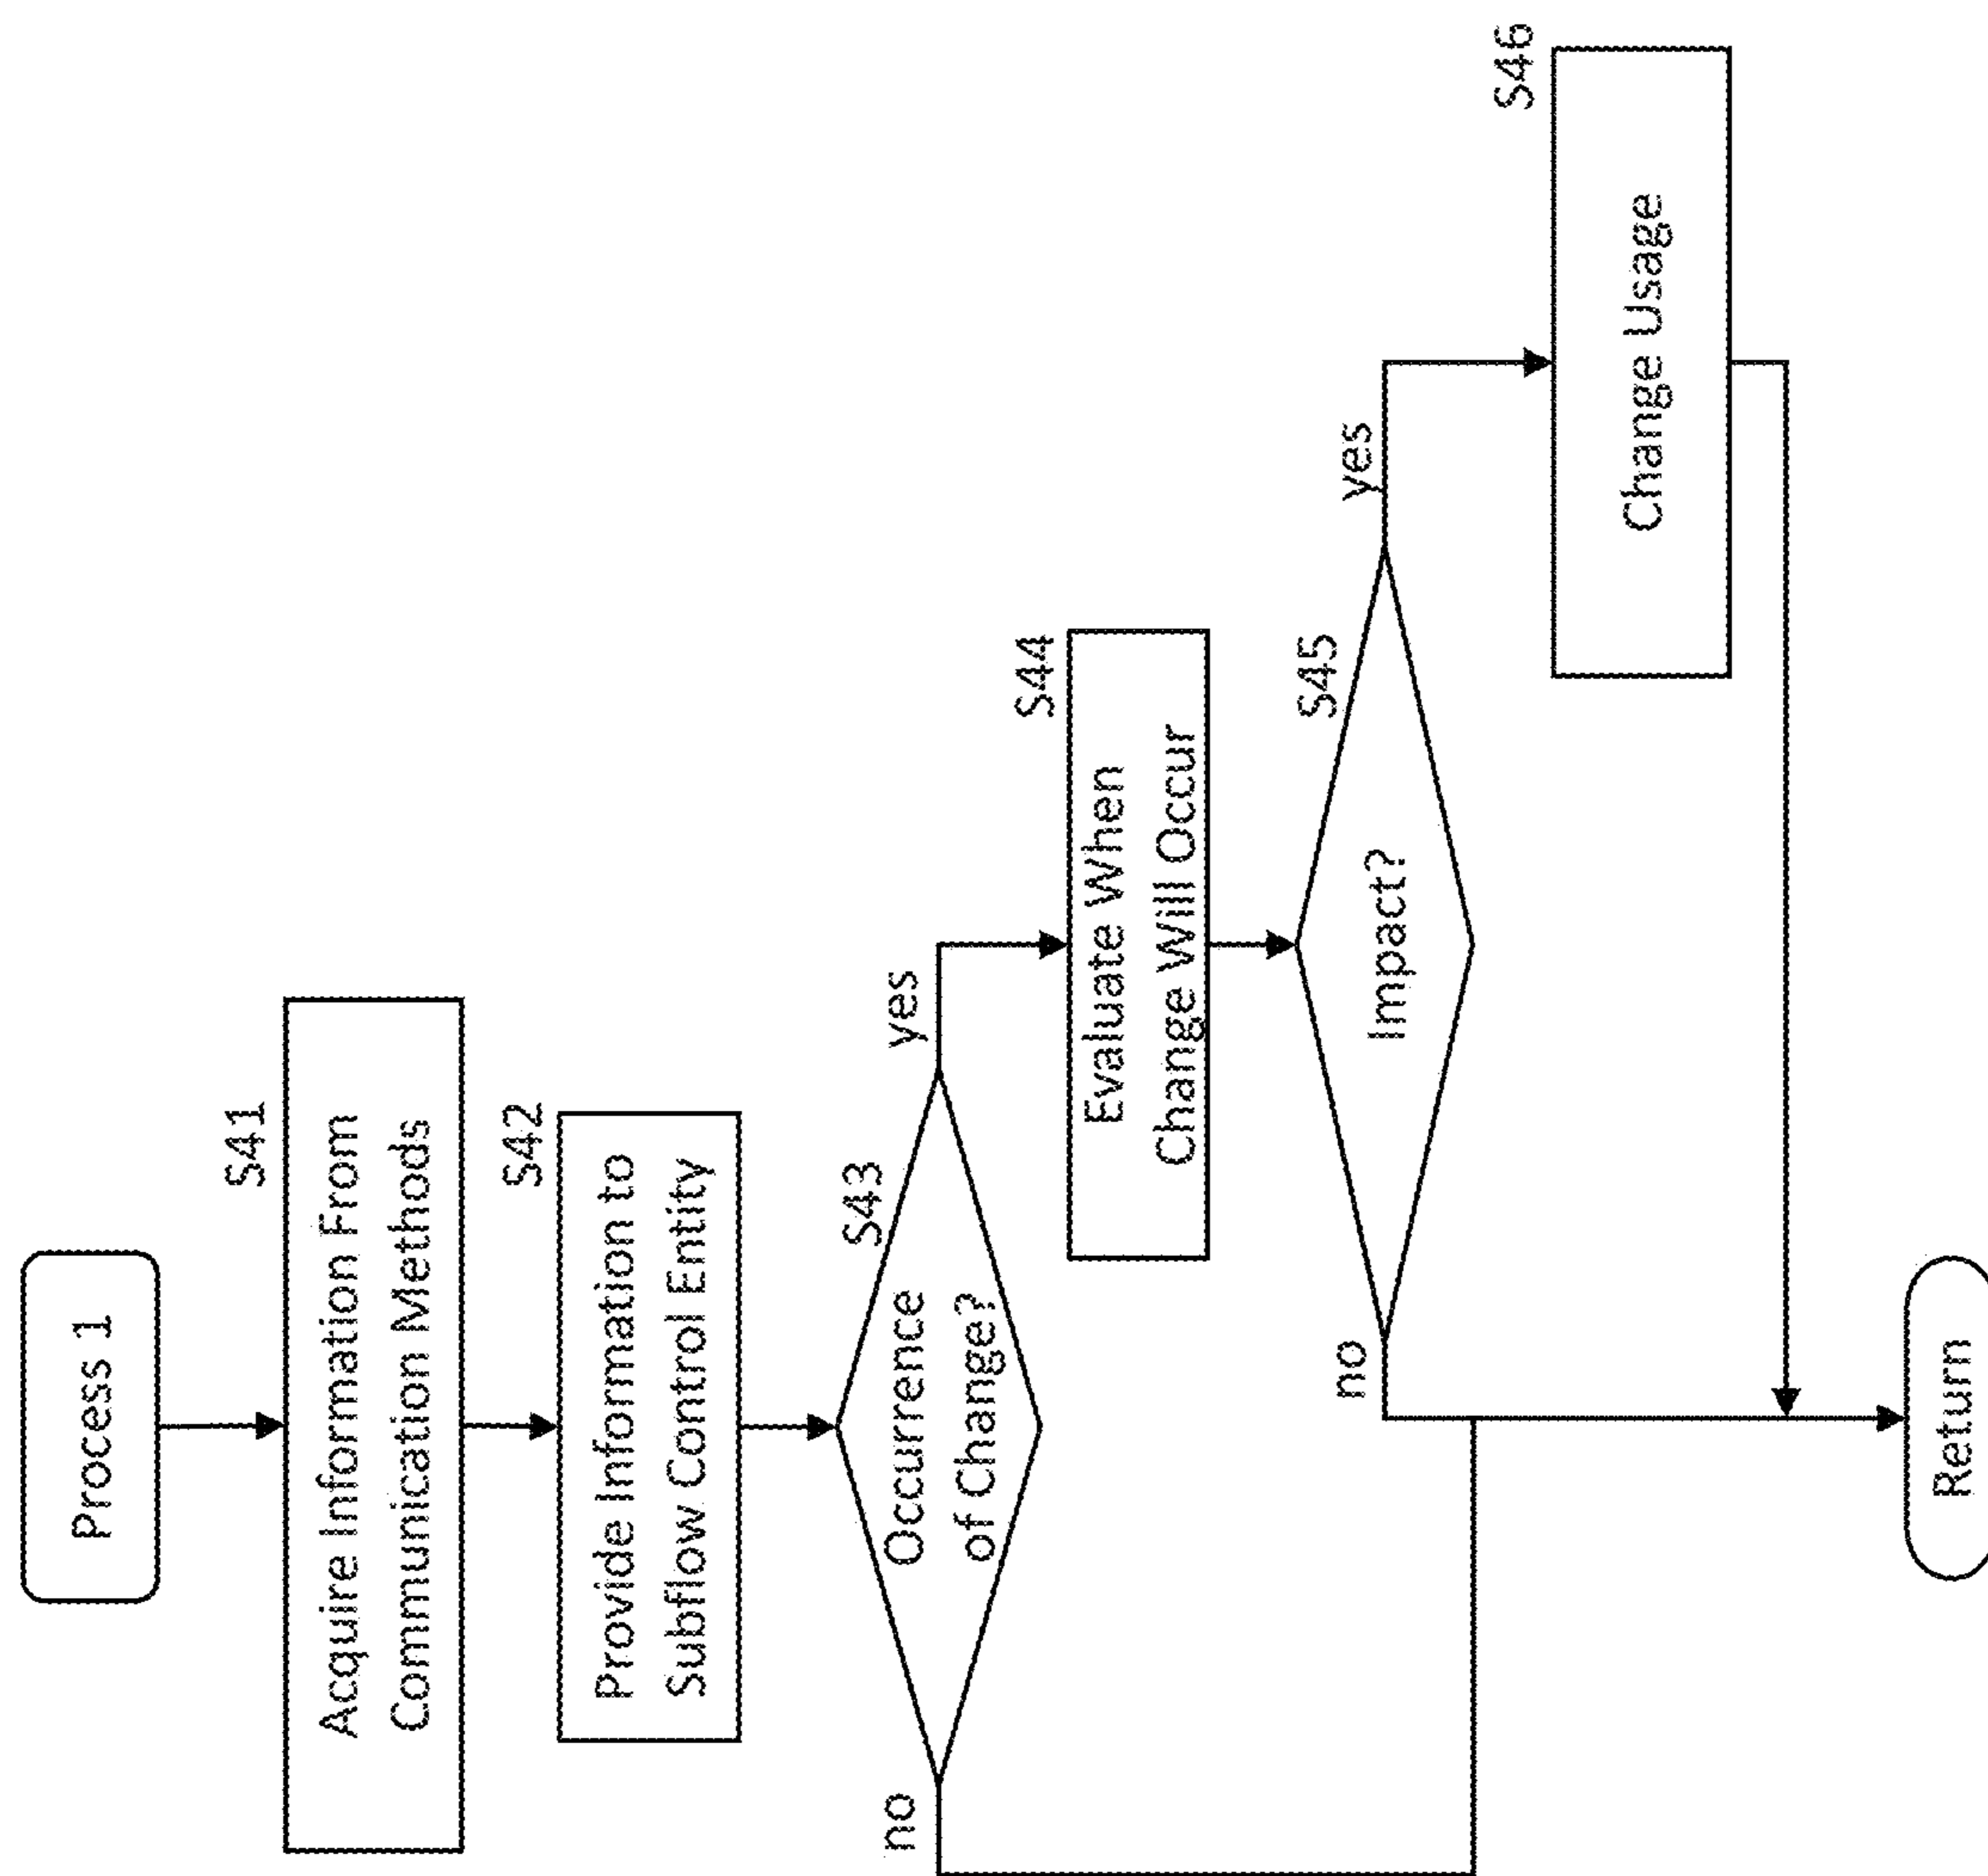 Process 1
S41
Acquire Information From
Communication Methods
S42
Provide Information to
Subflow Control Entity
S43
Occurrence
of Change?
no
yes
S44
Evaluate When
Change Will Occur
S45
Impact?
no
yes
S46
Change Usage
Return